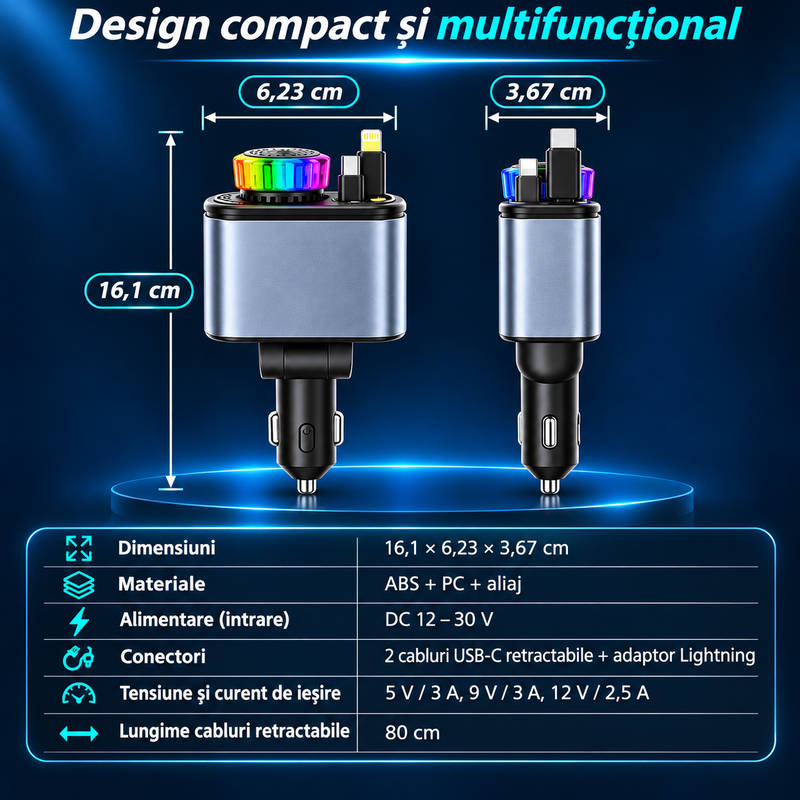 Design compact și multifuncțional
6,23 cm
3,67 cm
16,1 cm
Dimensiuni 16,1 × 6,23 × 3,67 cm
Materiale ABS + PC + aliaj
Alimentare (intrare) DC 12 – 30 V
Conectori 2 cabluri USB-C retractabile + adaptor Lightning
Tensiune și curent de ieșire 5 V / 3 A, 9 V / 3 A, 12 V / 2,5 A
Lungime cabluri retractabile 80 cm